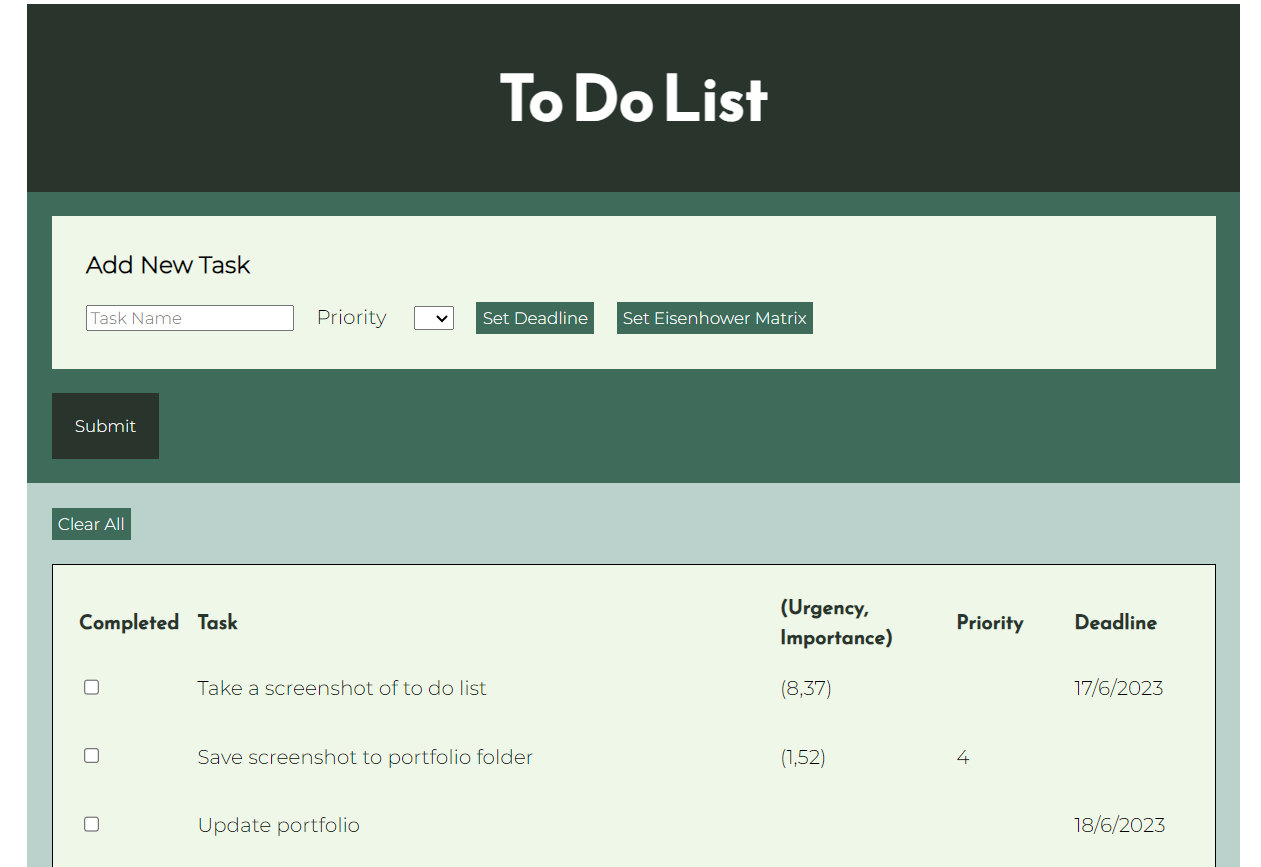 To Do List
Add New Task
Task Name Priority Set Deadline Set Eisenhower Matrix
Submit
Clear All
Completed Task (Urgency, Importance) Priority Deadline
Take a screenshot of to do list (8,37) 17/6/2023
Save screenshot to portfolio folder (1,52) 4
Update portfolio 18/6/2023